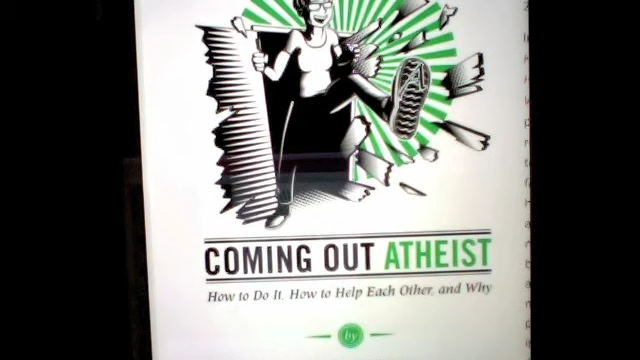 COMING OUT ATHEIST
How to Do It, How to Help Each Other, and Why
by